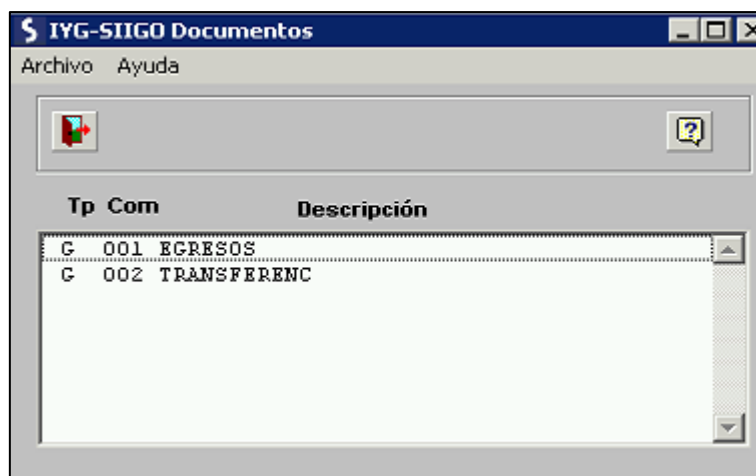 IYG-SIIGO Documentos
Archivo Ayuda
Tp Com Descripción
G 001 EGRESOS
G 002 TRANSFERENC